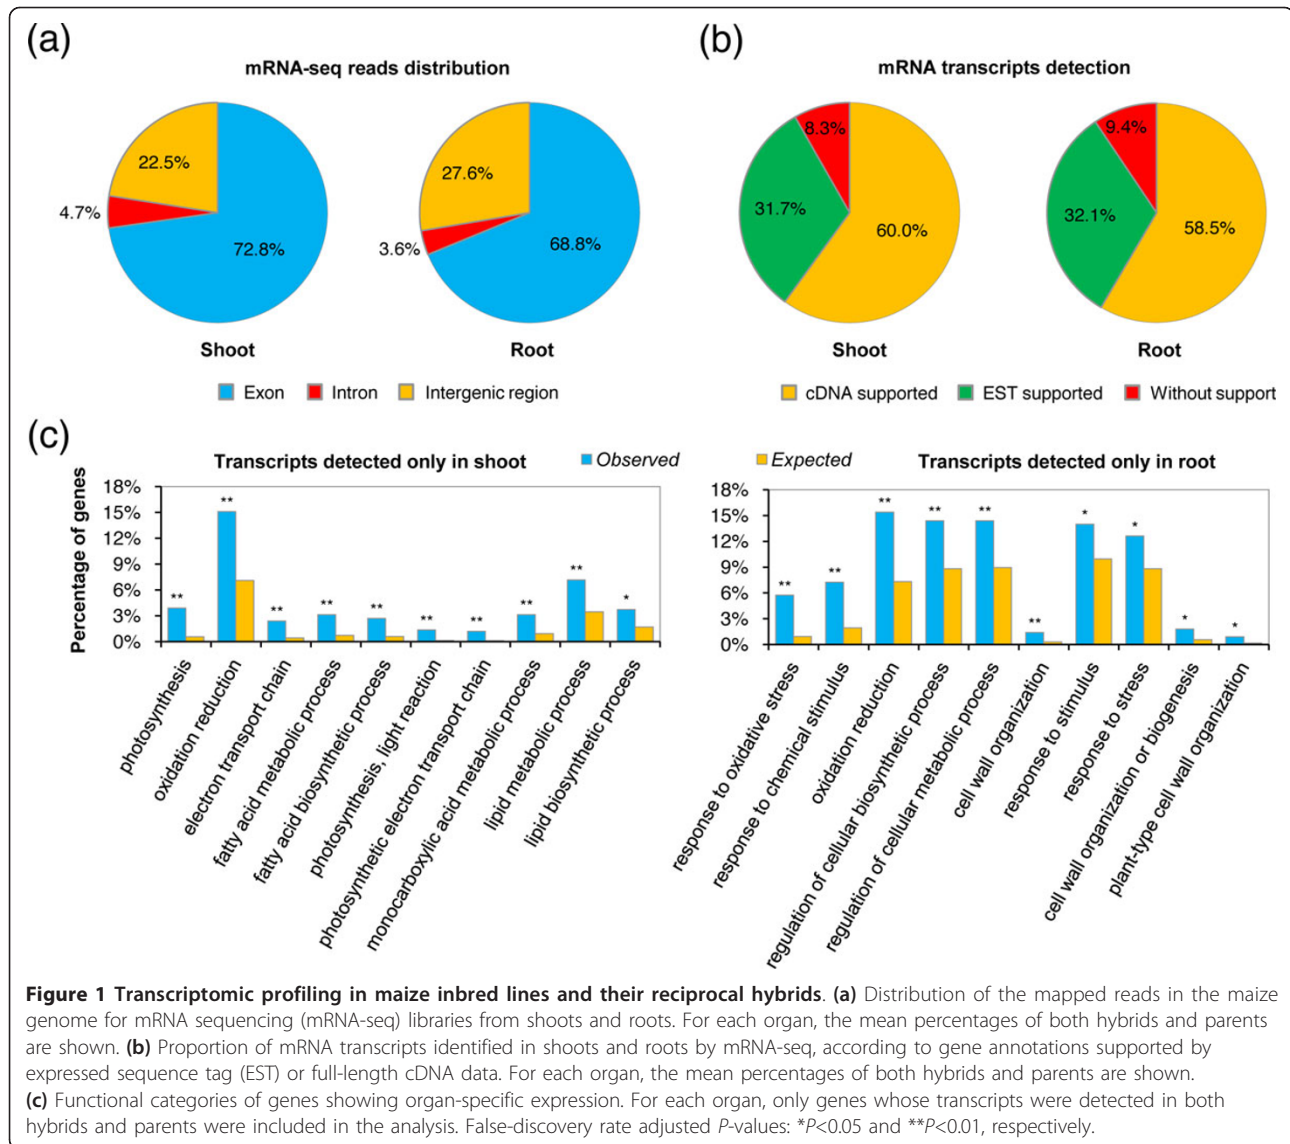 (a)
mRNA-seq reads distribution
22.5%
4.7%
72.8%
Shoot
27.6%
3.6%
68.8%
Root
Exon
Intron
Intergenic region
(b)
mRNA transcripts detection
8.3%
31.7%
60.0%
Shoot
9.4%
32.1%
58.5%
Root
cDNA supported
EST supported
Without support
(c)
Transcripts detected only in shoot
Observed
Expected
Transcripts detected only in root
Percentage of genes
18%
15%
12%
9%
6%
3%
0%
**
**
**
**
**
**
**
**
**
*
photosynthesis
oxidation reduction
electron transport chain
fatty acid metabolic process
fatty acid biosynthetic process
photosynthesis, light reaction
photosynthetic electron transport chain
monocarboxylic acid metabolic process
lipid metabolic process
lipid biosynthetic process
18%
15%
12%
9%
6%
3%
0%
**
**
**
**
**
**
*
*
*
*
response to oxidative stress
response to chemical stimulus
oxidation reduction
regulation of cellular biosynthetic process
regulation of cellular metabolic process
cell wall organization
response to stimulus
response to stress
cell wall organization or biogenesis
plant-type cell wall organization
Figure 1 Transcriptomic profiling in maize inbred lines and their reciprocal hybrids. (a) Distribution of the mapped reads in the maize
genome for mRNA sequencing (mRNA-seq) libraries from shoots and roots. For each organ, the mean percentages of both hybrids and parents
are shown. (b) Proportion of mRNA transcripts identified in shoots and roots by mRNA-seq, according to gene annotations supported by
expressed sequence tag (EST) or full-length cDNA data. For each organ, the mean percentages of both hybrids and parents are shown.
(c) Functional categories of genes showing organ-specific expression. For each organ, only genes whose transcripts were detected in both
hybrids and parents were included in the analysis. False-discovery rate adjusted P-values: *P<0.05 and **P<0.01, respectively.